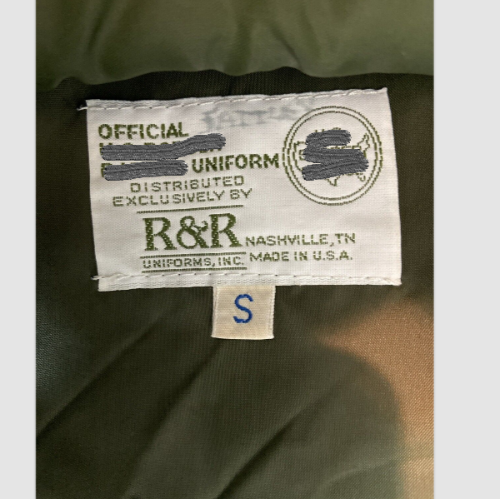 OFFICIAL
UNIFORM
DISTRIBUTED
EXCLUSIVELY BY
R&R NASHVILLE, TN
UNIFORMS, INC. MADE IN U.S.A.
S